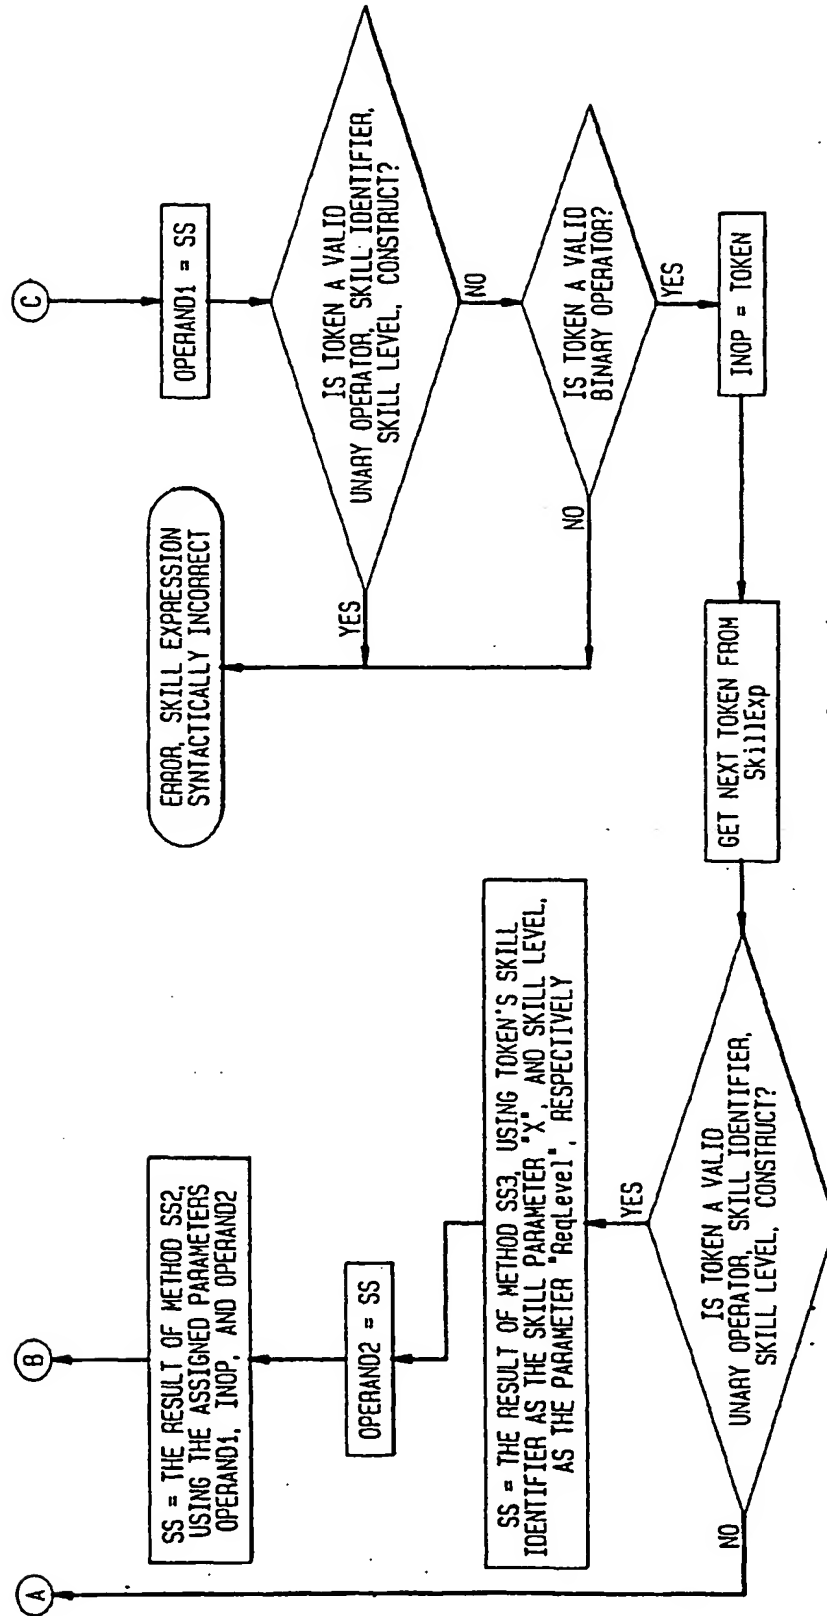 C
OPERAND1 = SS
IS TOKEN A VALID
UNARY OPERATOR, SKILL IDENTIFIER,
SKILL LEVEL, CONSTRUCT?
YES
NO
ERROR, SKILL EXPRESSION
SYNTACTICALLY INCORRECT
IS TOKEN A VALID
BINARY OPERATOR?
NO
YES
INOP = TOKEN
GET NEXT TOKEN FROM
SkillExp
IS TOKEN A VALID
UNARY OPERATOR, SKILL IDENTIFIER,
SKILL LEVEL, CONSTRUCT?
YES
NO
SS = THE RESULT OF METHOD SS3, USING TOKEN'S SKILL
IDENTIFIER AS THE SKILL PARAMETER "X", AND SKILL LEVEL,
AS THE PARAMETER "ReqLevel", RESPECTIVELY
OPERAND2 = SS
SS = THE RESULT OF METHOD SS2,
USING THE ASSIGNED PARAMETERS
OPERAND1, INOP, AND OPERAND2
B
A